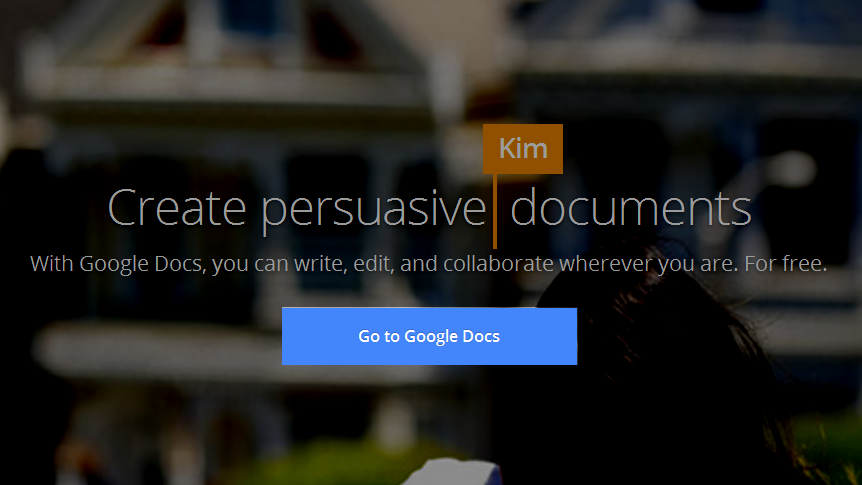 Kim
Create persuasive documents
With Google Docs, you can write, edit, and collaborate wherever you are. For free.
Go to Google Docs